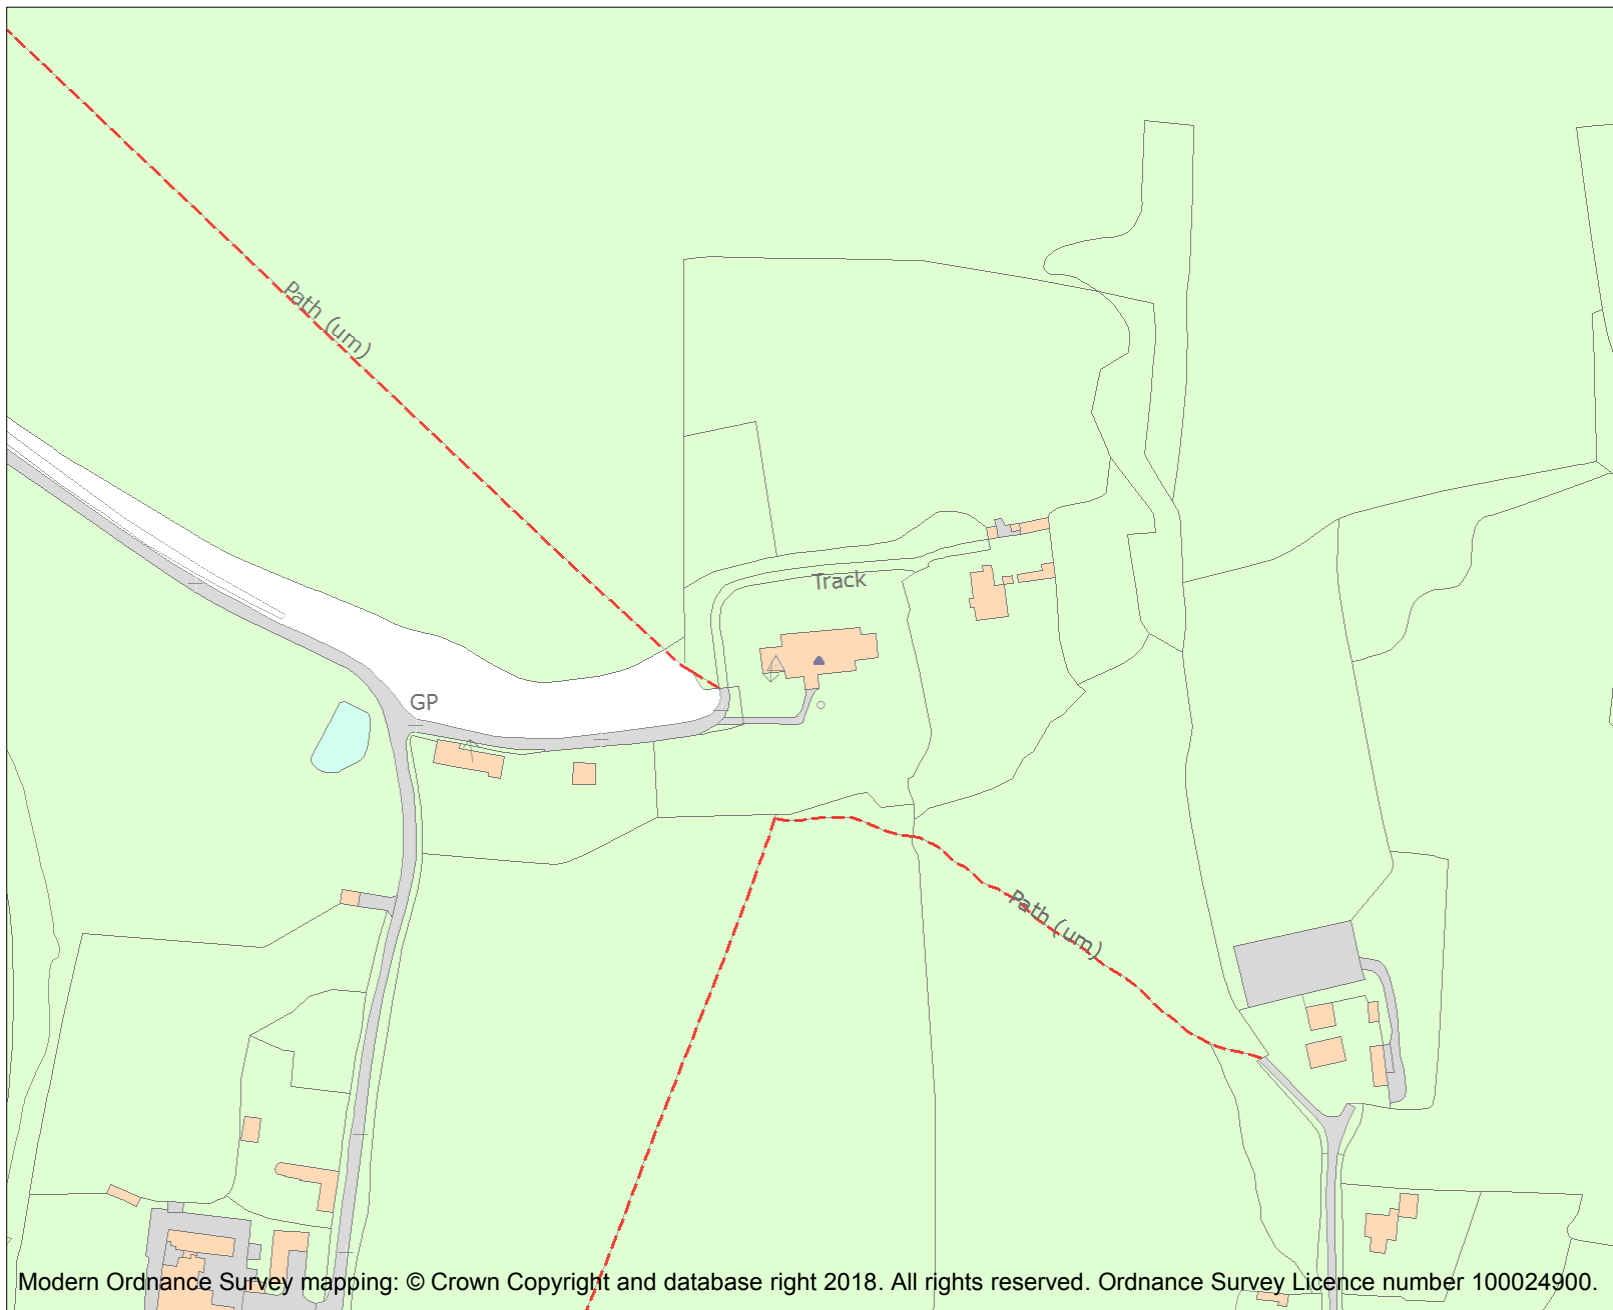 Path (um)
Track
GP
Path (um)
Modern Ordnance Survey mapping: © Crown Copyright and database right 2018. All rights reserved. Ordnance Survey Licence number 100024900.